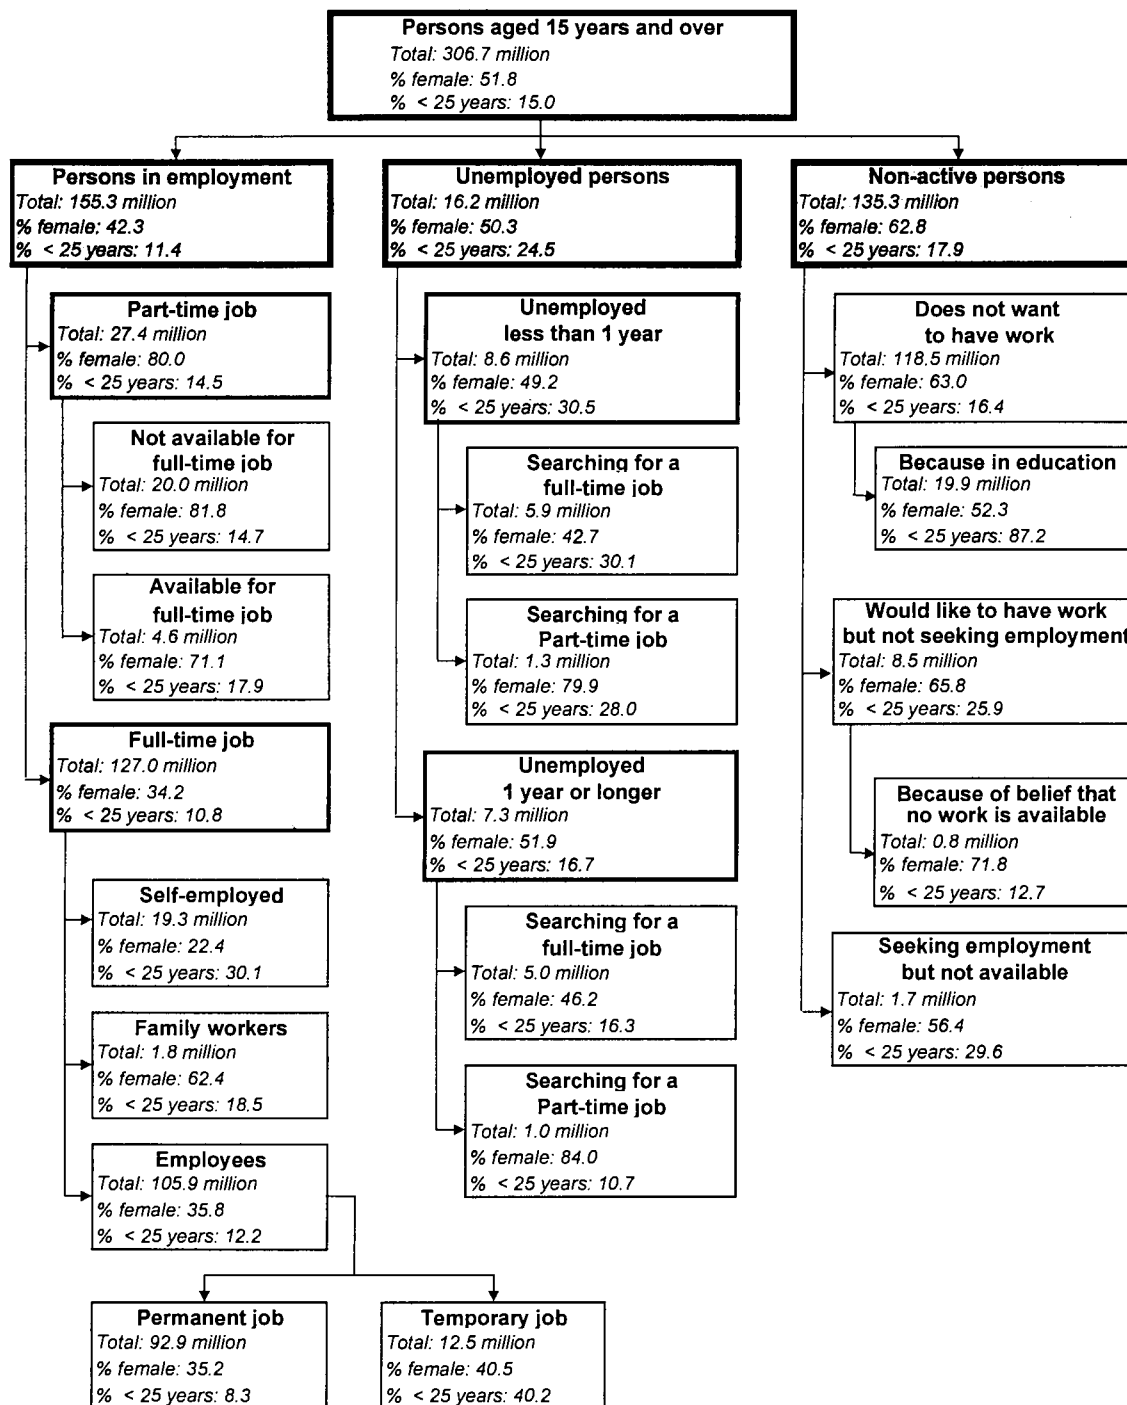 Persons aged 15 years and over
Total: 306.7 million
% female: 51.8
% < 25 years: 15.0
Persons in employment
Total: 155.3 million
% female: 42.3
% < 25 years: 11.4
Part-time job
Total: 27.4 million
% female: 80.0
% < 25 years: 14.5
Not available for
full-time job
Total: 20.0 million
% female: 81.8
% < 25 years: 14.7
Available for
full-time job
Total: 4.6 million
% female: 71.1
% < 25 years: 17.9
Full-time job
Total: 127.0 million
% female: 34.2
% < 25 years: 10.8
Self-employed
Total: 19.3 million
% female: 22.4
% < 25 years: 30.1
Family workers
Total: 1.8 million
% female: 62.4
% < 25 years: 18.5
Employees
Total: 105.9 million
% female: 35.8
% < 25 years: 12.2
Permanent job
Total: 92.9 million
% female: 35.2
% < 25 years: 8.3
Temporary job
Total: 12.5 million
% female: 40.5
% < 25 years: 40.2
Unemployed persons
Total: 16.2 million
% female: 50.3
% < 25 years: 24.5
Unemployed
less than 1 year
Total: 8.6 million
% female: 49.2
% < 25 years: 30.5
Searching for a
full-time job
Total: 5.9 million
% female: 42.7
% < 25 years: 30.1
Searching for a
Part-time job
Total: 1.3 million
% female: 79.9
% < 25 years: 28.0
Unemployed
1 year or longer
Total: 7.3 million
% female: 51.9
% < 25 years: 16.7
Searching for a
full-time job
Total: 5.0 million
% female: 46.2
% < 25 years: 16.3
Searching for a
Part-time job
Total: 1.0 million
% female: 84.0
% < 25 years: 10.7
Non-active persons
Total: 135.3 million
% female: 62.8
% < 25 years: 17.9
Does not want
to have work
Total: 118.5 million
% female: 63.0
% < 25 years: 16.4
Because in education
Total: 19.9 million
% female: 52.3
% < 25 years: 87.2
Would like to have work
but not seeking employment
Total: 8.5 million
% female: 65.8
% < 25 years: 25.9
Because of belief that
no work is available
Total: 0.8 million
% female: 71.8
% < 25 years: 12.7
Seeking employment
but not available
Total: 1.7 million
% female: 56.4
% < 25 years: 29.6